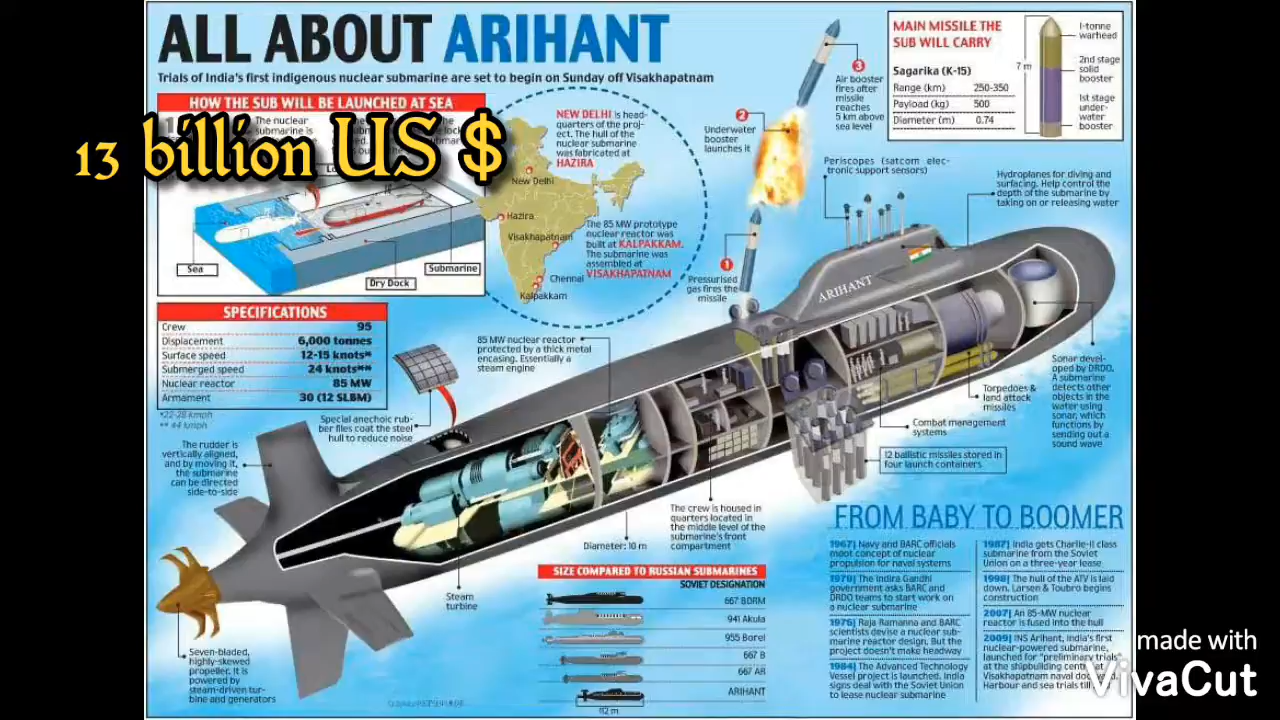 ALL ABOUT ARIHANT
Trials of India's first indigenous nuclear submarine are set to begin on Sunday off Visakhapatnam
HOW THE SUB WILL BE LAUNCHED AT SEA
The nuclear
submarine is
13 billion US $
Sea
Dry Dock
Submarine
NEW DELHI is head-
quarters of the proj-
ect. The hull of the
nuclear submarine
was fabricated at
HAZIRA
New Delhi
Hazira
Visakhapatnam
Chennai
Kalpakkam
The 85 MW prototype
nuclear reactor was
built at KALPAKKAM.
The submarine was
assembled at
VISAKHAPATNAM
1
Pressurised
gas fires the
missile
2
Underwater
booster
launches it
3
Air booster
fires after
missile
reaches
5 km above
sea level
MAIN MISSILE THE
SUB WILL CARRY
Sagarika (K-15)
Range (km) 250-350
Payload (kg) 500
Diameter (m) 0.74
7 m
1-tonne
warhead
2nd stage
solid
booster
1st stage
under-
water
booster
Periscopes (satcom elec-
tronic support sensors)
Hydroplanes for diving and
surfacing. Help control the
depth of the submarine by
taking on or releasing water
ARIHANT
SPECIFICATIONS
Crew 95
Displacement 6,000 tonnes
Surface speed 12-15 knots*
Submerged speed 24 knots**
Nuclear reactor 85 MW
Armament 30 (12 SLBM)
*22-28 kmph
** 44 kmph
85 MW nuclear reactor
protected by a thick metal
encasing. Essentially a
steam engine
Special anechoic rub-
ber files coat the steel
hull to reduce noise
The rudder is
vertically aligned,
and by moving it,
the submarine
can be directed
side-to-side
Sonar devel-
oped by DRDO.
A submarine
detects other
objects in the
water using
sonar, which
functions by
sending out a
sound wave
Torpedoes &
land attack
missiles
Combat management
systems
12 ballistic missiles stored in
four launch containers
The crew is housed in
quarters located in
the middle level of the
submarine's front
compartment
Diameter: 10 m
Steam
turbine
Seven-bladed,
highly-skewed
propeller. It is
powered by
steam-driven tur-
bine and generators
SIZE COMPARED TO RUSSIAN SUBMARINES
SOVIET DESIGNATION
667 BDRM
941 Akula
955 Borei
667 B
667 AR
ARIHANT
112 m
FROM BABY TO BOOMER
1967| Navy and BARC officials
moot concept of nuclear
propulsion for naval systems
1970| The Indira Gandhi
government asks BARC and
DRDO teams to start work on
a nuclear submarine
1976| Raja Ramanna and BARC
scientists devise a nuclear sub-
marine reactor design. But the
project doesn't make headway
1984| The Advanced Technology
Vessel project is launched. India
signs deal with the Soviet Union
to lease nuclear submarine
1987| India gets Charlie-II class
submarine from the Soviet
Union on a three-year lease
1998| The hull of the ATV is laid
down. Larsen & Toubro begins
construction
2007| An 85-MW nuclear
reactor is fused into the hull
2009| INS Arihant, India's first
nuclear-powered submarine,
launched for "preliminary trials"
at the shipbuilding cent at
Visakhapatnam naval
Harbour and sea trials
made with
VivaCut